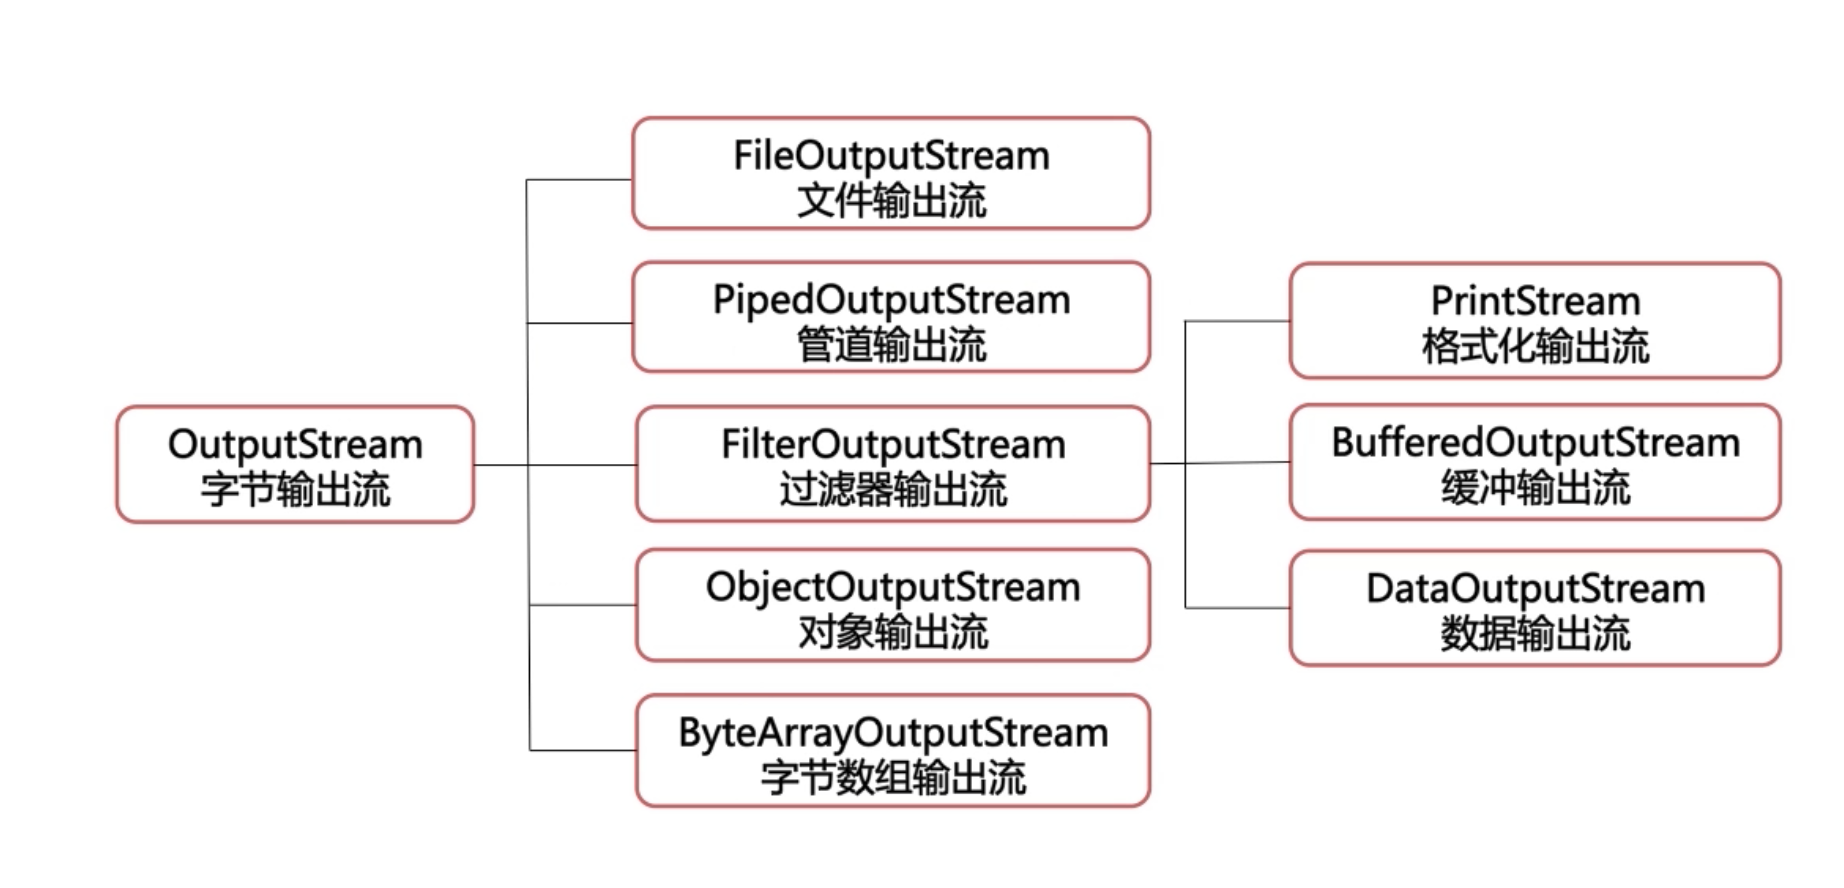 OutputStream
字节输出流
FileOutputStream
文件输出流
PipedOutputStream
管道输出流
FilterOutputStream
过滤器输出流
ObjectOutputStream
对象输出流
ByteArrayOutputStream
字节数组输出流
PrintStream
格式化输出流
BufferedOutputStream
缓冲输出流
DataOutputStream
数据输出流